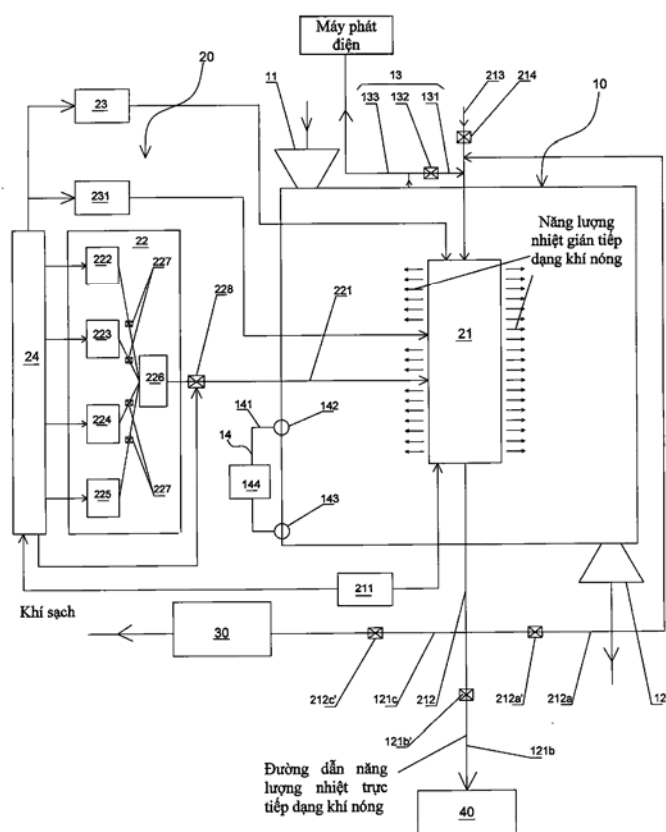 Máy phát
điện
20
11
13
213
10
23
133
132
131
214
231
22
222
227
Năng lượng
nhiệt gián tiếp
dạng khí nóng
24
223
228
221
21
226
224
141
142
14
225
227
144
143
211
Khí sạch
30
212c'
121c
212
212a'
212a
12
121b'
121b
Đường dẫn năng
lượng nhiệt trực
tiếp dạng khí nóng
40